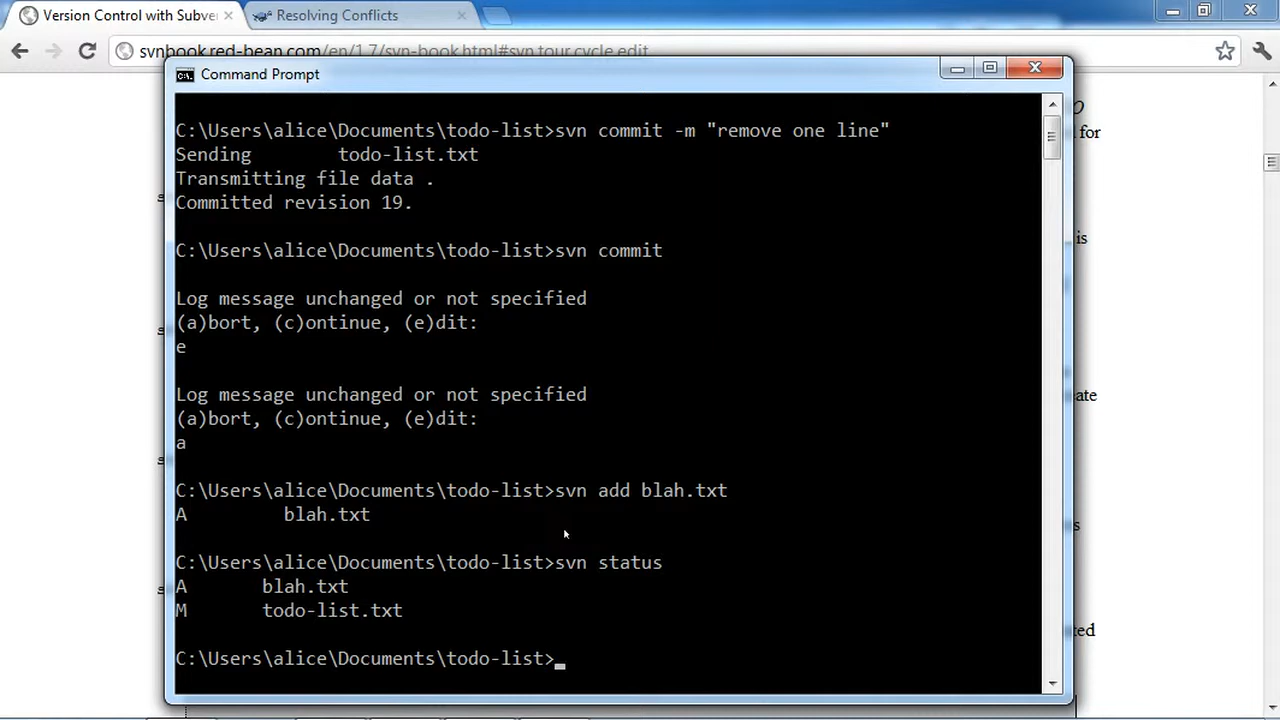 Version Control with Subve
Resolving Conflicts
svnbook.red-bean.com/en/1.7/svn-book.html#svn.tour.cycle.edit
Command Prompt
for
is
ate
ted
C:\Users\alice\Documents\todo-list>svn commit -m "remove one line"
Sending todo-list.txt
Transmitting file data .
Committed revision 19.
C:\Users\alice\Documents\todo-list>svn commit
Log message unchanged or not specified
(a)bort, (c)ontinue, (e)dit:
e
Log message unchanged or not specified
(a)bort, (c)ontinue, (e)dit:
a
C:\Users\alice\Documents\todo-list>svn add blah.txt
A blah.txt
C:\Users\alice\Documents\todo-list>svn status
A blah.txt
M todo-list.txt
C:\Users\alice\Documents\todo-list>